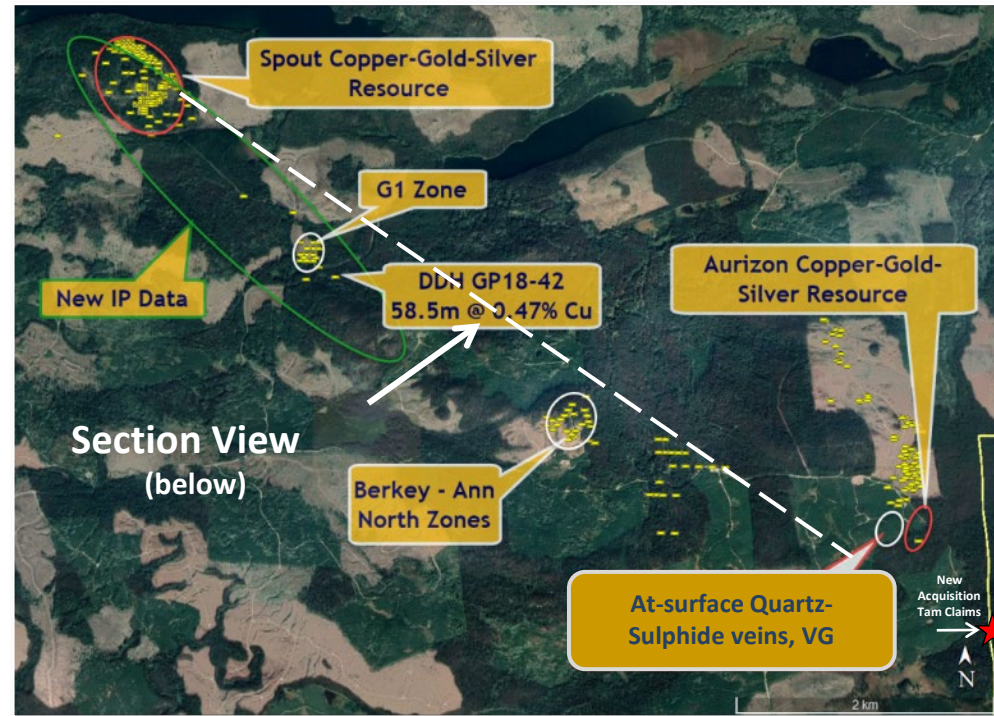 Spout Copper-Gold-Silver
Resource
G1 Zone
Aurizon Copper-Gold-
Silver Resource
New IP Data
DDH GP18-42
58.5m @ 0.47% Cu
Section View
(below)
Berkey - Ann
North Zones
At-surface Quartz-
Sulphide veins, VG
New
Acquisition
Tam Claims
N
2 km